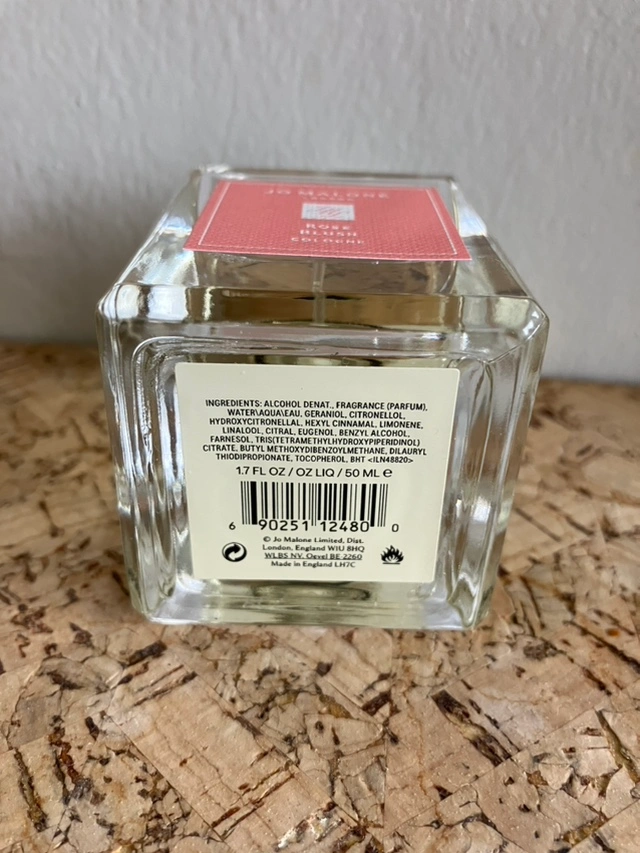 JO MALONE
LONDON
ROSE
BLUSH
COLOGNE
INGREDIENTS: ALCOHOL DENAT., FRAGRANCE (PARFUM),
WATER\AQUA\EAU, GERANIOL, CITRONELLOL,
HYDROXYCITRONELLAL, HEXYL CINNAMAL, LIMONENE,
LINALOOL, CITRAL, EUGENOL, BENZYL ALCOHOL,
FARNESOL, TRIS(TETRAMETHYLHYDROXYPIPERIDINOL)
CITRATE, BUTYL METHOXYDIBENZOYLMETHANE, DILAURYL
THIODIPROPIONATE, TOCOPHEROL, BHT <ILN48820>
1.7 FL OZ / OZ LIQ / 50 ML ℮
6 90251 12480 0
© Jo Malone Limited, Dist.
London, England W1U 8HQ
WLBS NV. Oevel BE-2260
Made in England LH7C